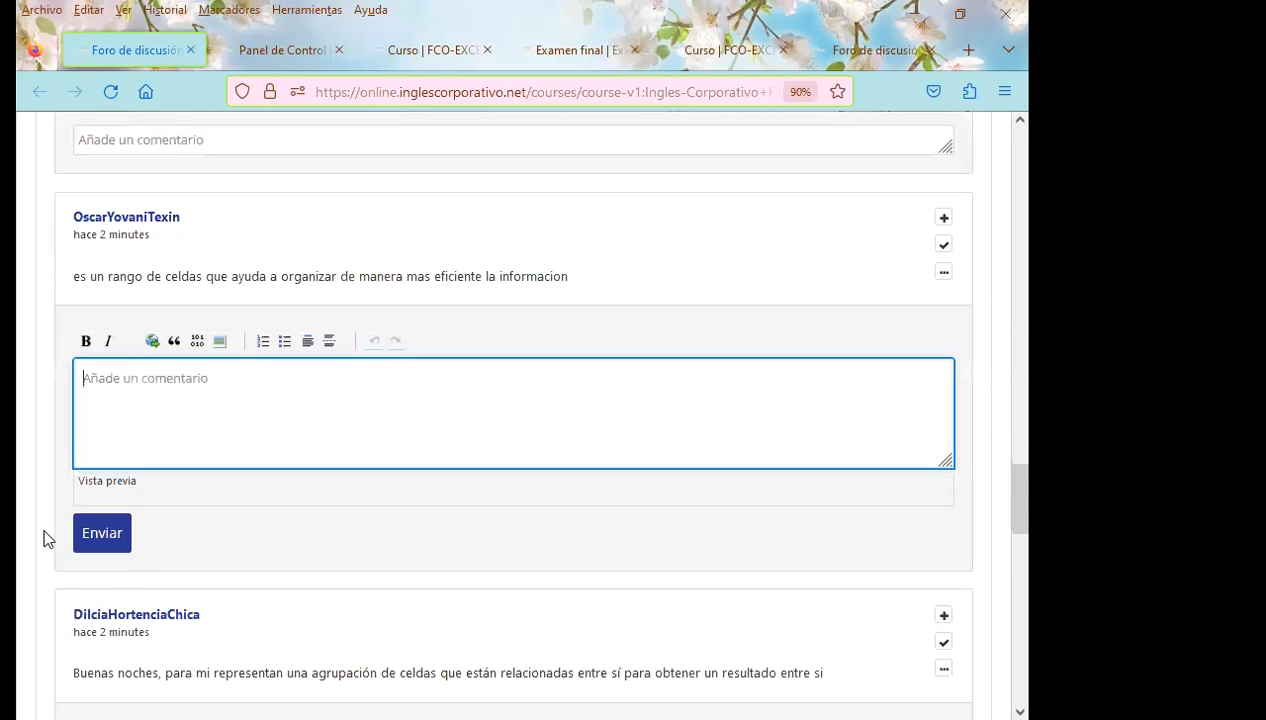 Archivo Editar Ver Historial Marcadores Herramientas Ayuda
Foro de discusión Panel de Control Curso | FCO-EXCE Examen final | Exa Curso | FCO-EXC Foro de discusió
https://online.inglescorporativo.net/courses/course-v1:Ingles-Corporativo+F 90%
Añade un comentario
OscarYovaniTexin
hace 2 minutes
es un rango de celdas que ayuda a organizar de manera mas eficiente la informacion
B I 101 010
Añade un comentario
Vista previa
Enviar
DilciaHortenciaChica
hace 2 minutes
Buenas noches, para mi representan una agrupación de celdas que están relacionadas entre sí para obtener un resultado entre si